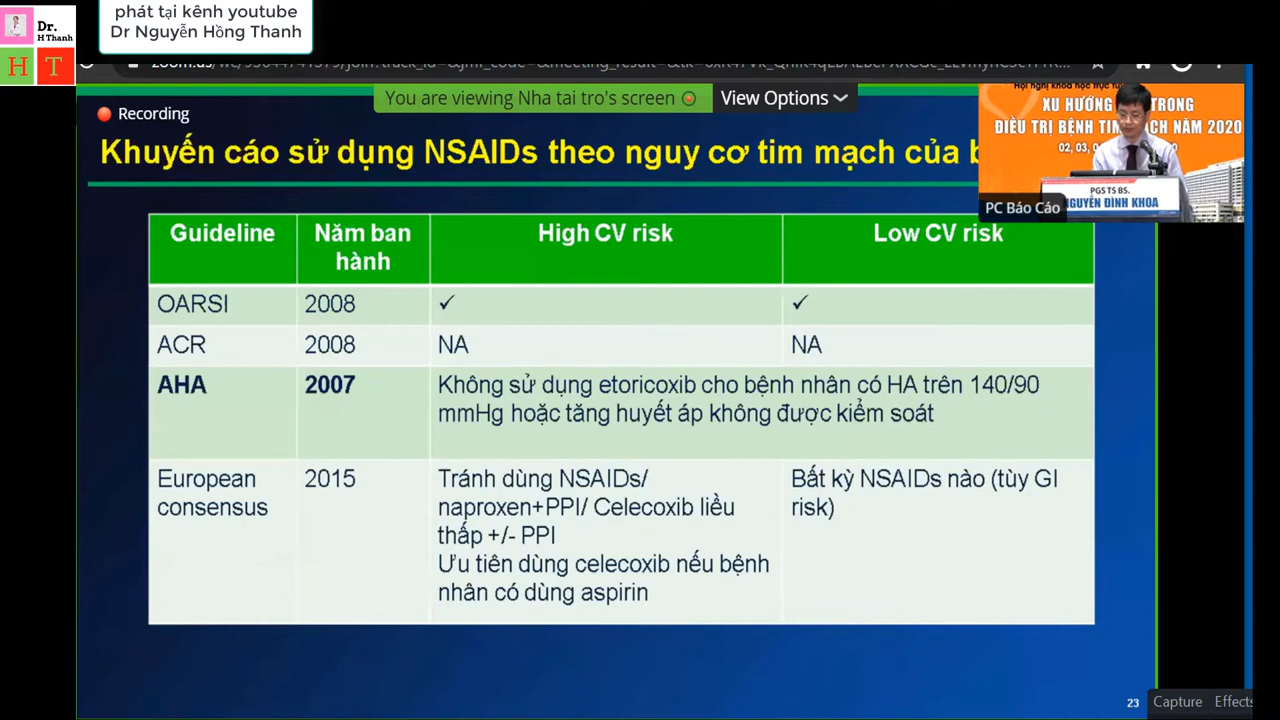 phát tại kênh youtube
Dr Nguyễn Hồng Thanh
Dr.
H Thanh
H T
You are viewing Nha tai tro's screen
View Options
Recording
Khuyến cáo sử dụng NSAIDs theo nguy cơ tim mạch của
XU HƯỚNG TRONG
ĐIỀU TRỊ BỆNH TIM MẠCH NĂM 2020
PGS TS BS.
NGUYỄN ĐÌNH KHOA
PC Báo Cáo
Guideline
Năm ban
hành
High CV risk
Low CV risk
OARSI 2008 ✓ ✓
ACR 2008 NA NA
AHA 2007 Không sử dụng etoricoxib cho bệnh nhân có HA trên 140/90
mmHg hoặc tăng huyết áp không được kiểm soát
European
consensus
2015
Tránh dùng NSAIDs/
naproxen+PPI/ Celecoxib liều
thấp +/- PPI
Ưu tiên dùng celecoxib nếu bệnh
nhân có dùng aspirin
Bất kỳ NSAIDs nào (tùy GI
risk)
23
Capture Effects